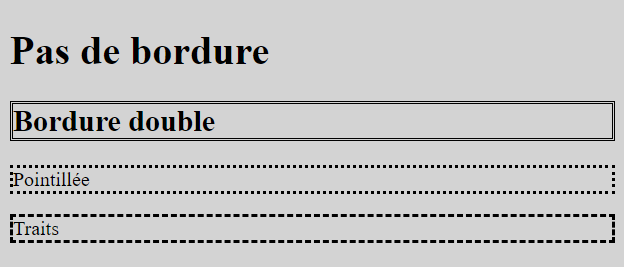 Pas de bordure
Bordure double
Pointillée
Traits